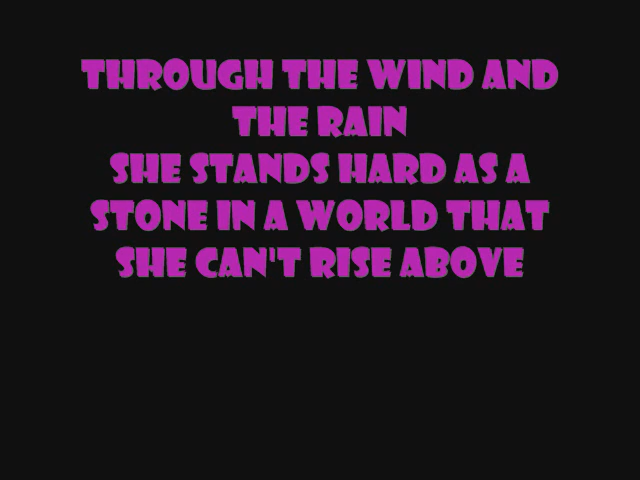 THROUGH THE WIND AND
THE RAIN
SHE STANDS HARD AS A
STONE IN A WORLD THAT
SHE CAN'T RISE ABOVE